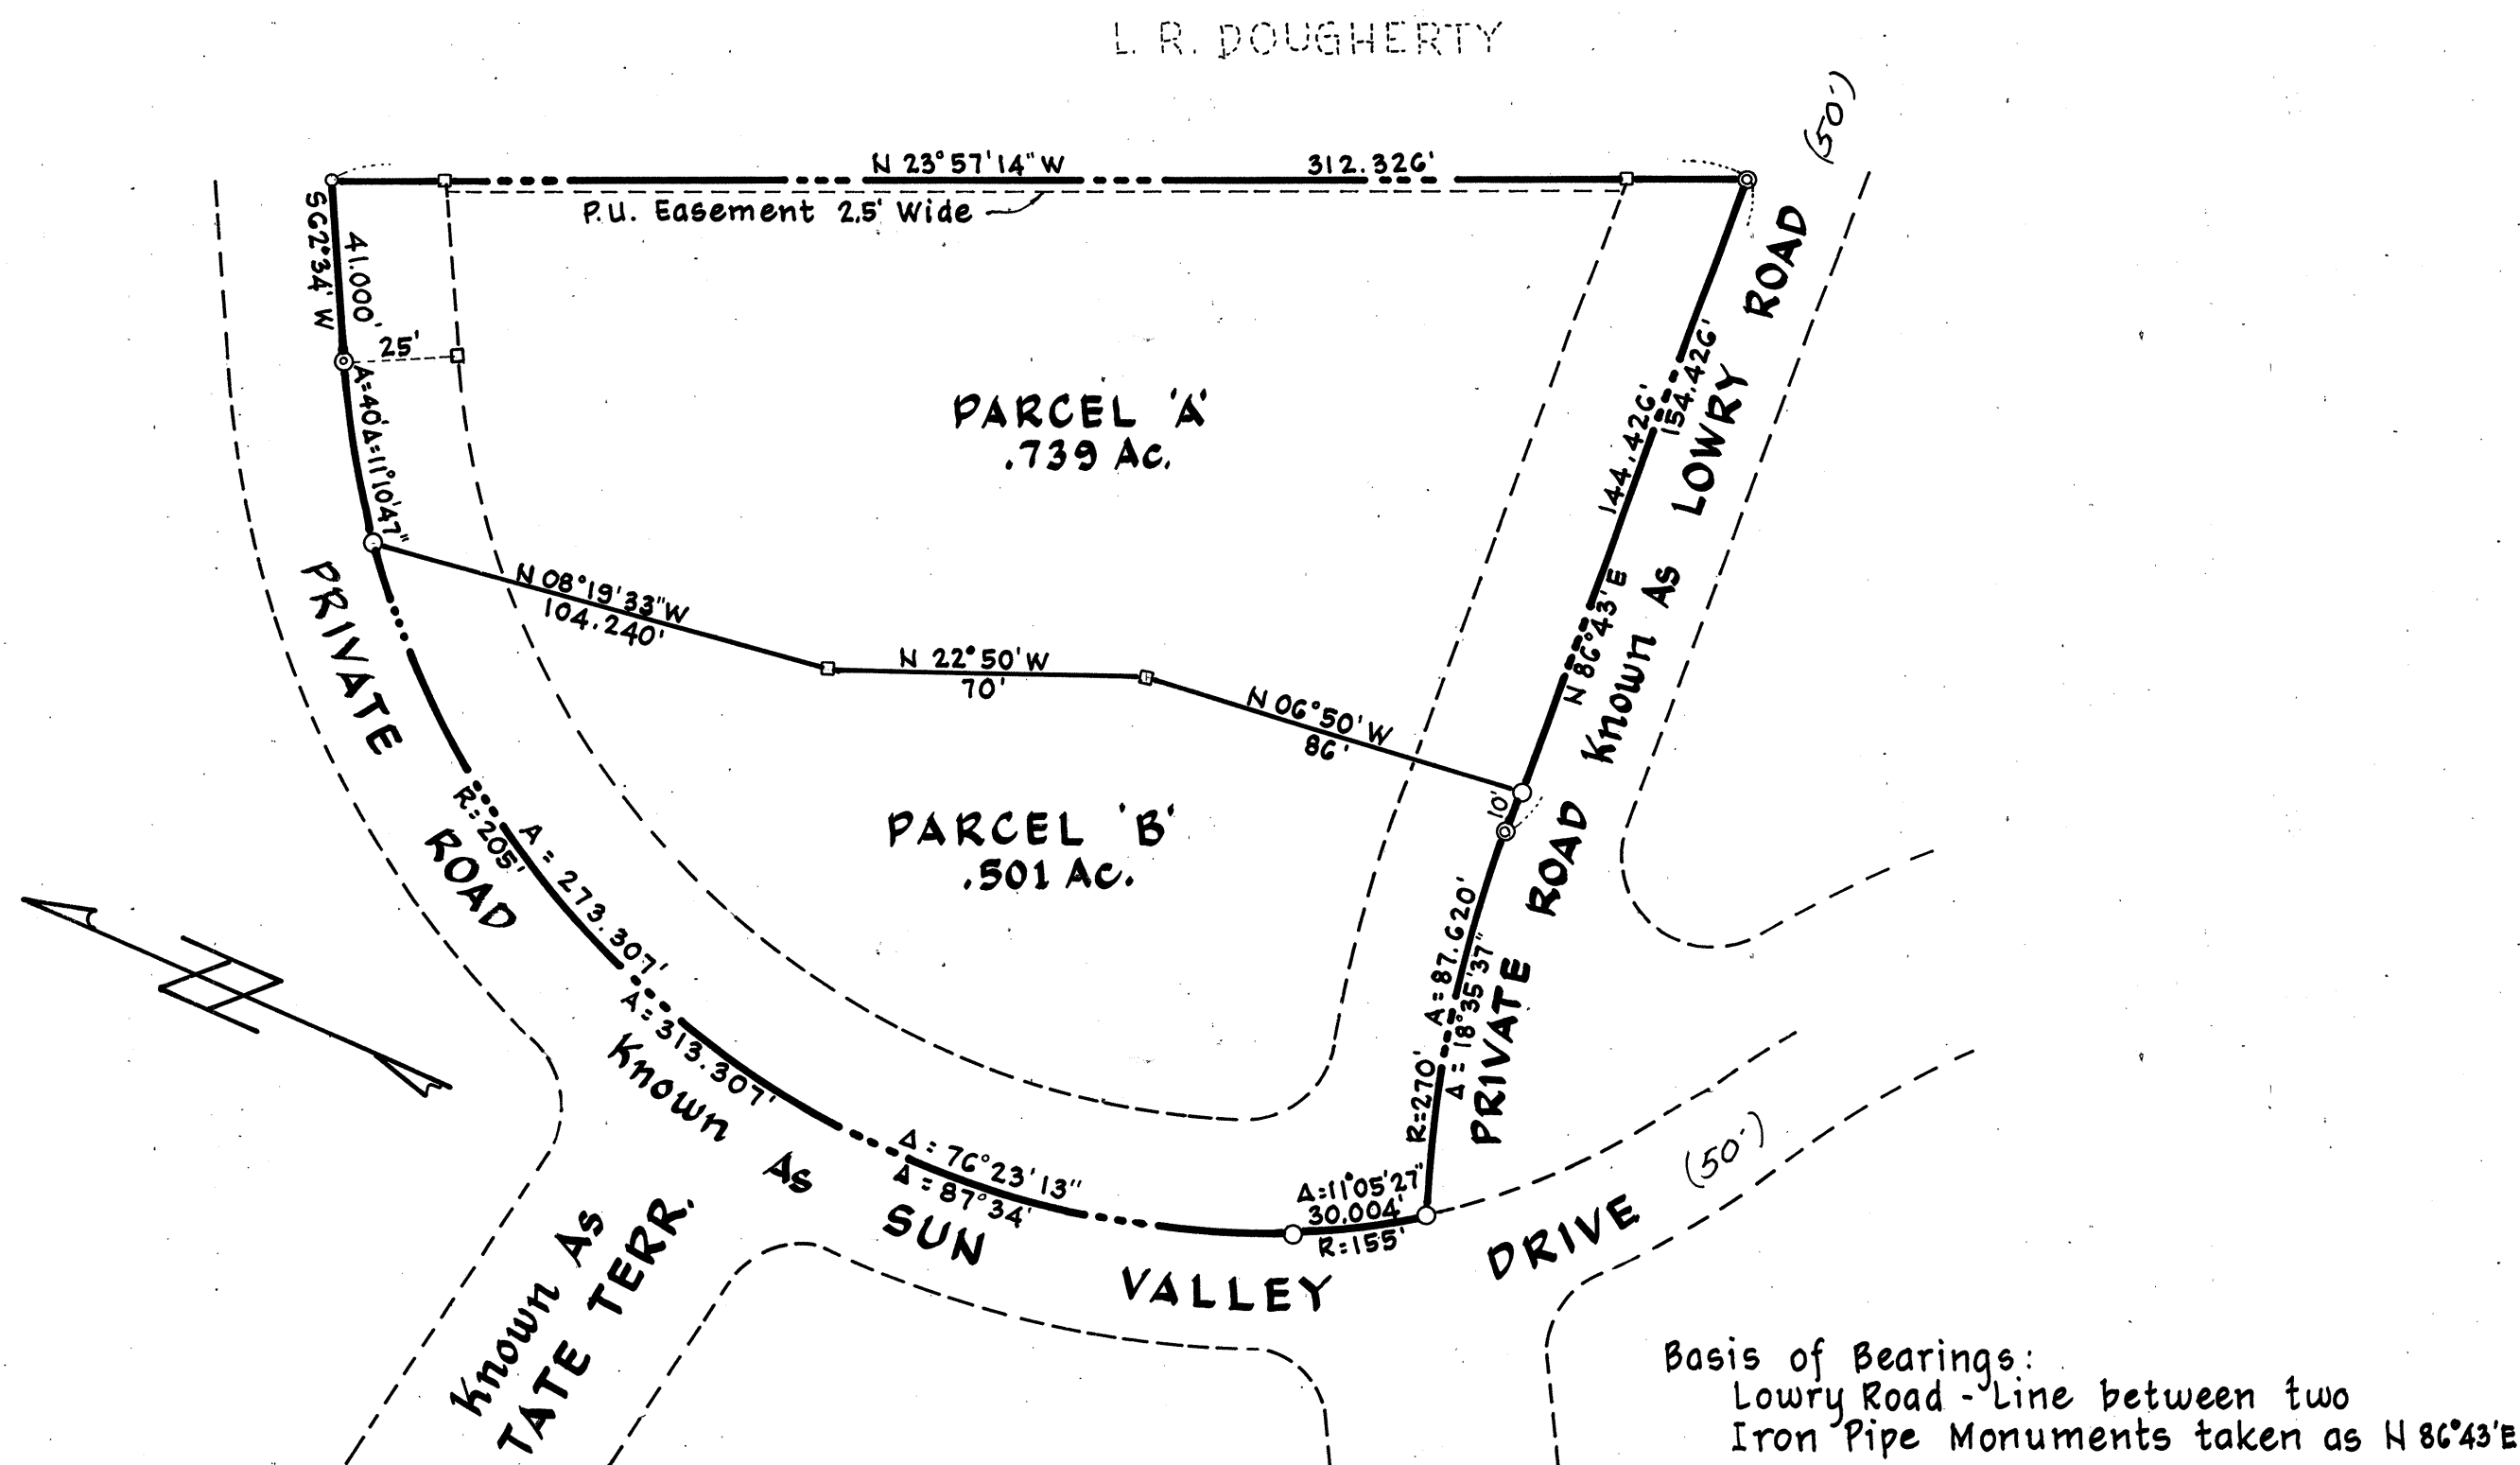 L. R. DOUGHERTY
(50')
N 23°57'14" W 312.326'
P.U. Easement 2.5' Wide
S62°34' W
41.000'
25'
A=40'
Δ=11°10'47"
PARCEL 'A'
.739 Ac.
154.426'
144.426'
N 86°43' E
LOWRY ROAD
Known As
PRIVATE ROAD
N 08°19'33"W
104.240'
N 22°50'W
70'
N 06°50' W
86'
10'
PARCEL 'B'
.501 Ac.
PRIVATE
ROAD
R=205'
A=273.307'
A=313.307'
Known As
Δ=76°23'13"
Δ=87°34'
SUN
VALLEY
DRIVE
(50')
A=87.620'
Δ=18°35'37"
R=270'
Δ=11°05'27"
30.004'
R=155'
Known As
TATE TERR.
N
Basis of Bearings:
Lowry Road - Line between two
Iron Pipe Monuments taken as N 86°43'E